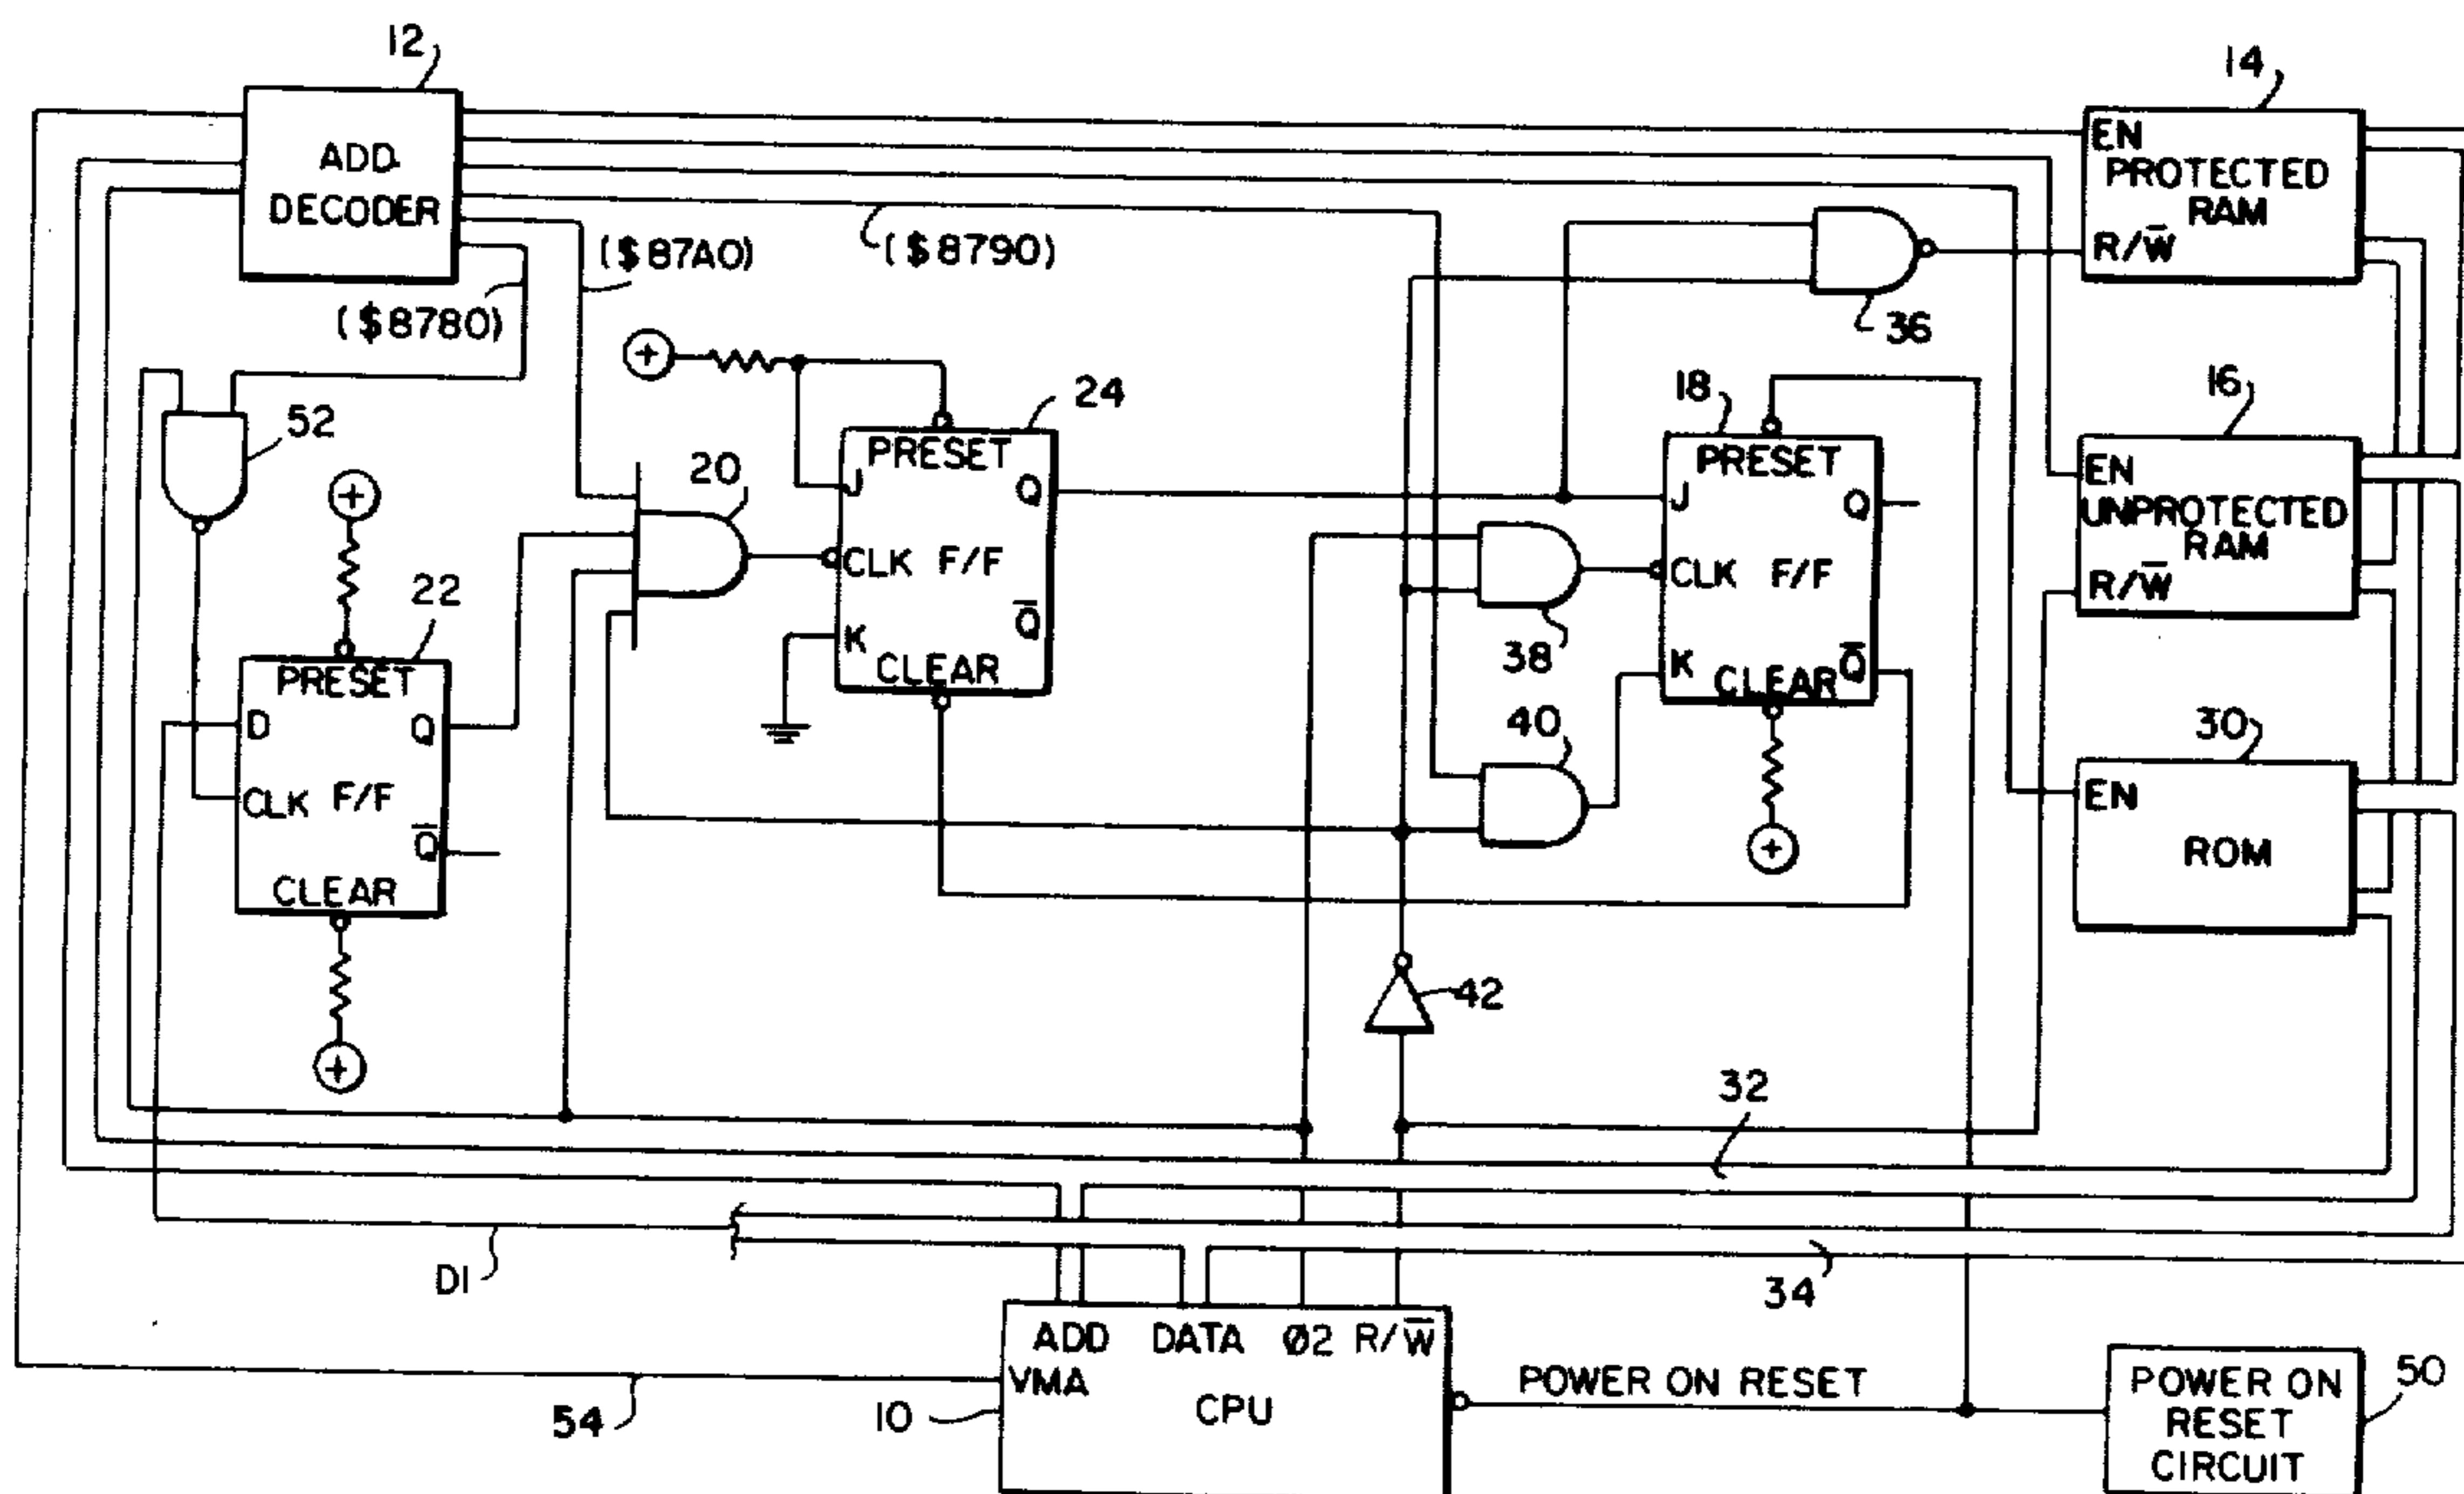 12
ADD.
DECODER
($8780)
($87A0)
($8790)
14
EN
PROTECTED
RAM
R/W̅
36
52
24
PRESET
J
Q
CLK F/F
K
Q̅
CLEAR
20
22
PRESET
D
Q
CLK F/F
Q̅
CLEAR
18
PRESET
J
Q
CLK F/F
K
Q̅
CLEAR
38
40
42
16
EN
UNPROTECTED
RAM
R/W̅
30
EN
ROM
32
34
D1
54
10
ADD DATA Ø2 R/W̅
VMA
CPU
POWER ON RESET
POWER ON
RESET
CIRCUIT
50